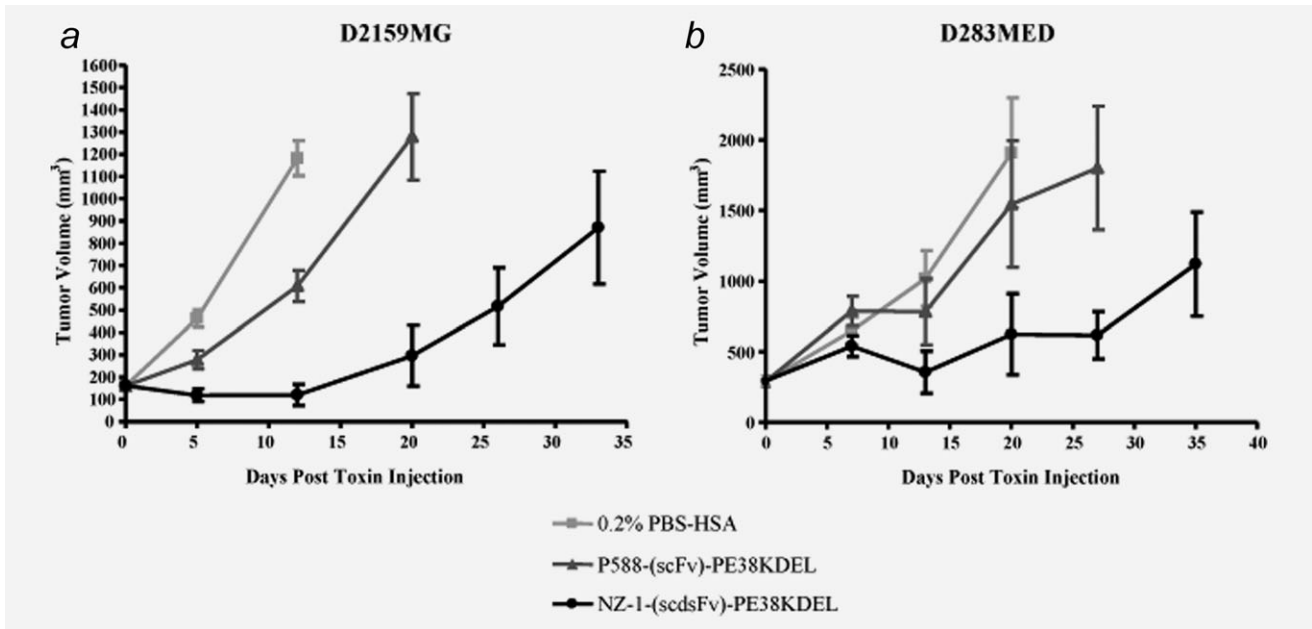 a
D2159MG
1600
1500
1400
1300
1200
1100
1000
900
800
700
600
500
400
300
200
100
0
Tumor Volume (mm³)
0 5 10 15 20 25 30 35
Days Post Toxin Injection
b
D283MED
2500
2000
1500
1000
500
0
Tumor Volume (mm³)
0 5 10 15 20 25 30 35 40
Days Post Toxin Injection
0.2% PBS-HSA
P588-(scFv)-PE38KDEL
NZ-1-(scdsFv)-PE38KDEL